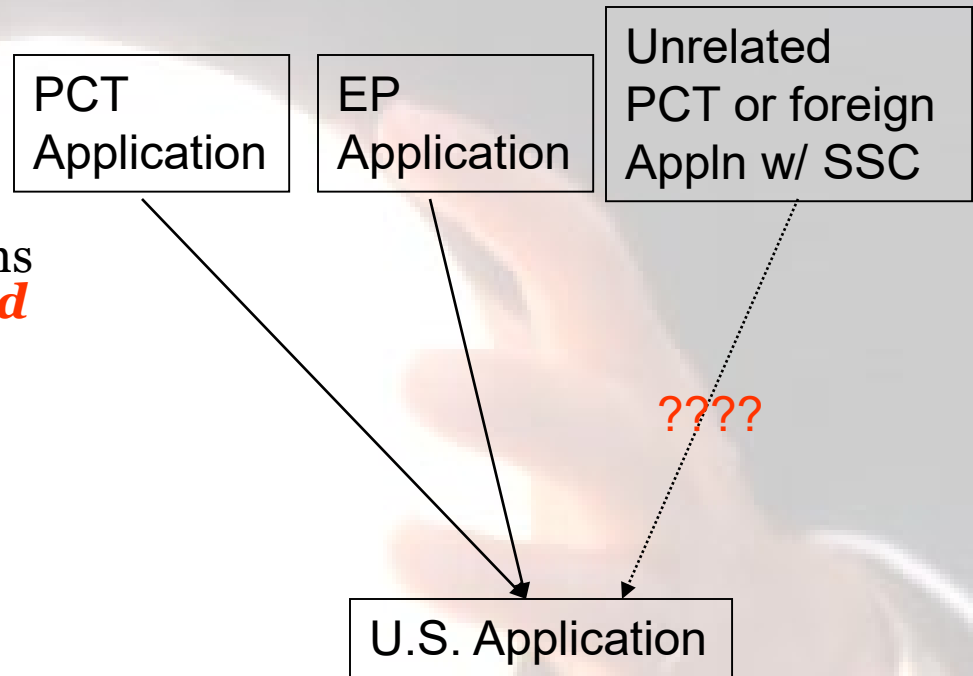 PCT
Application
EP
Application
Unrelated
PCT or foreign
Appln w/ SSC
????
U.S. Application